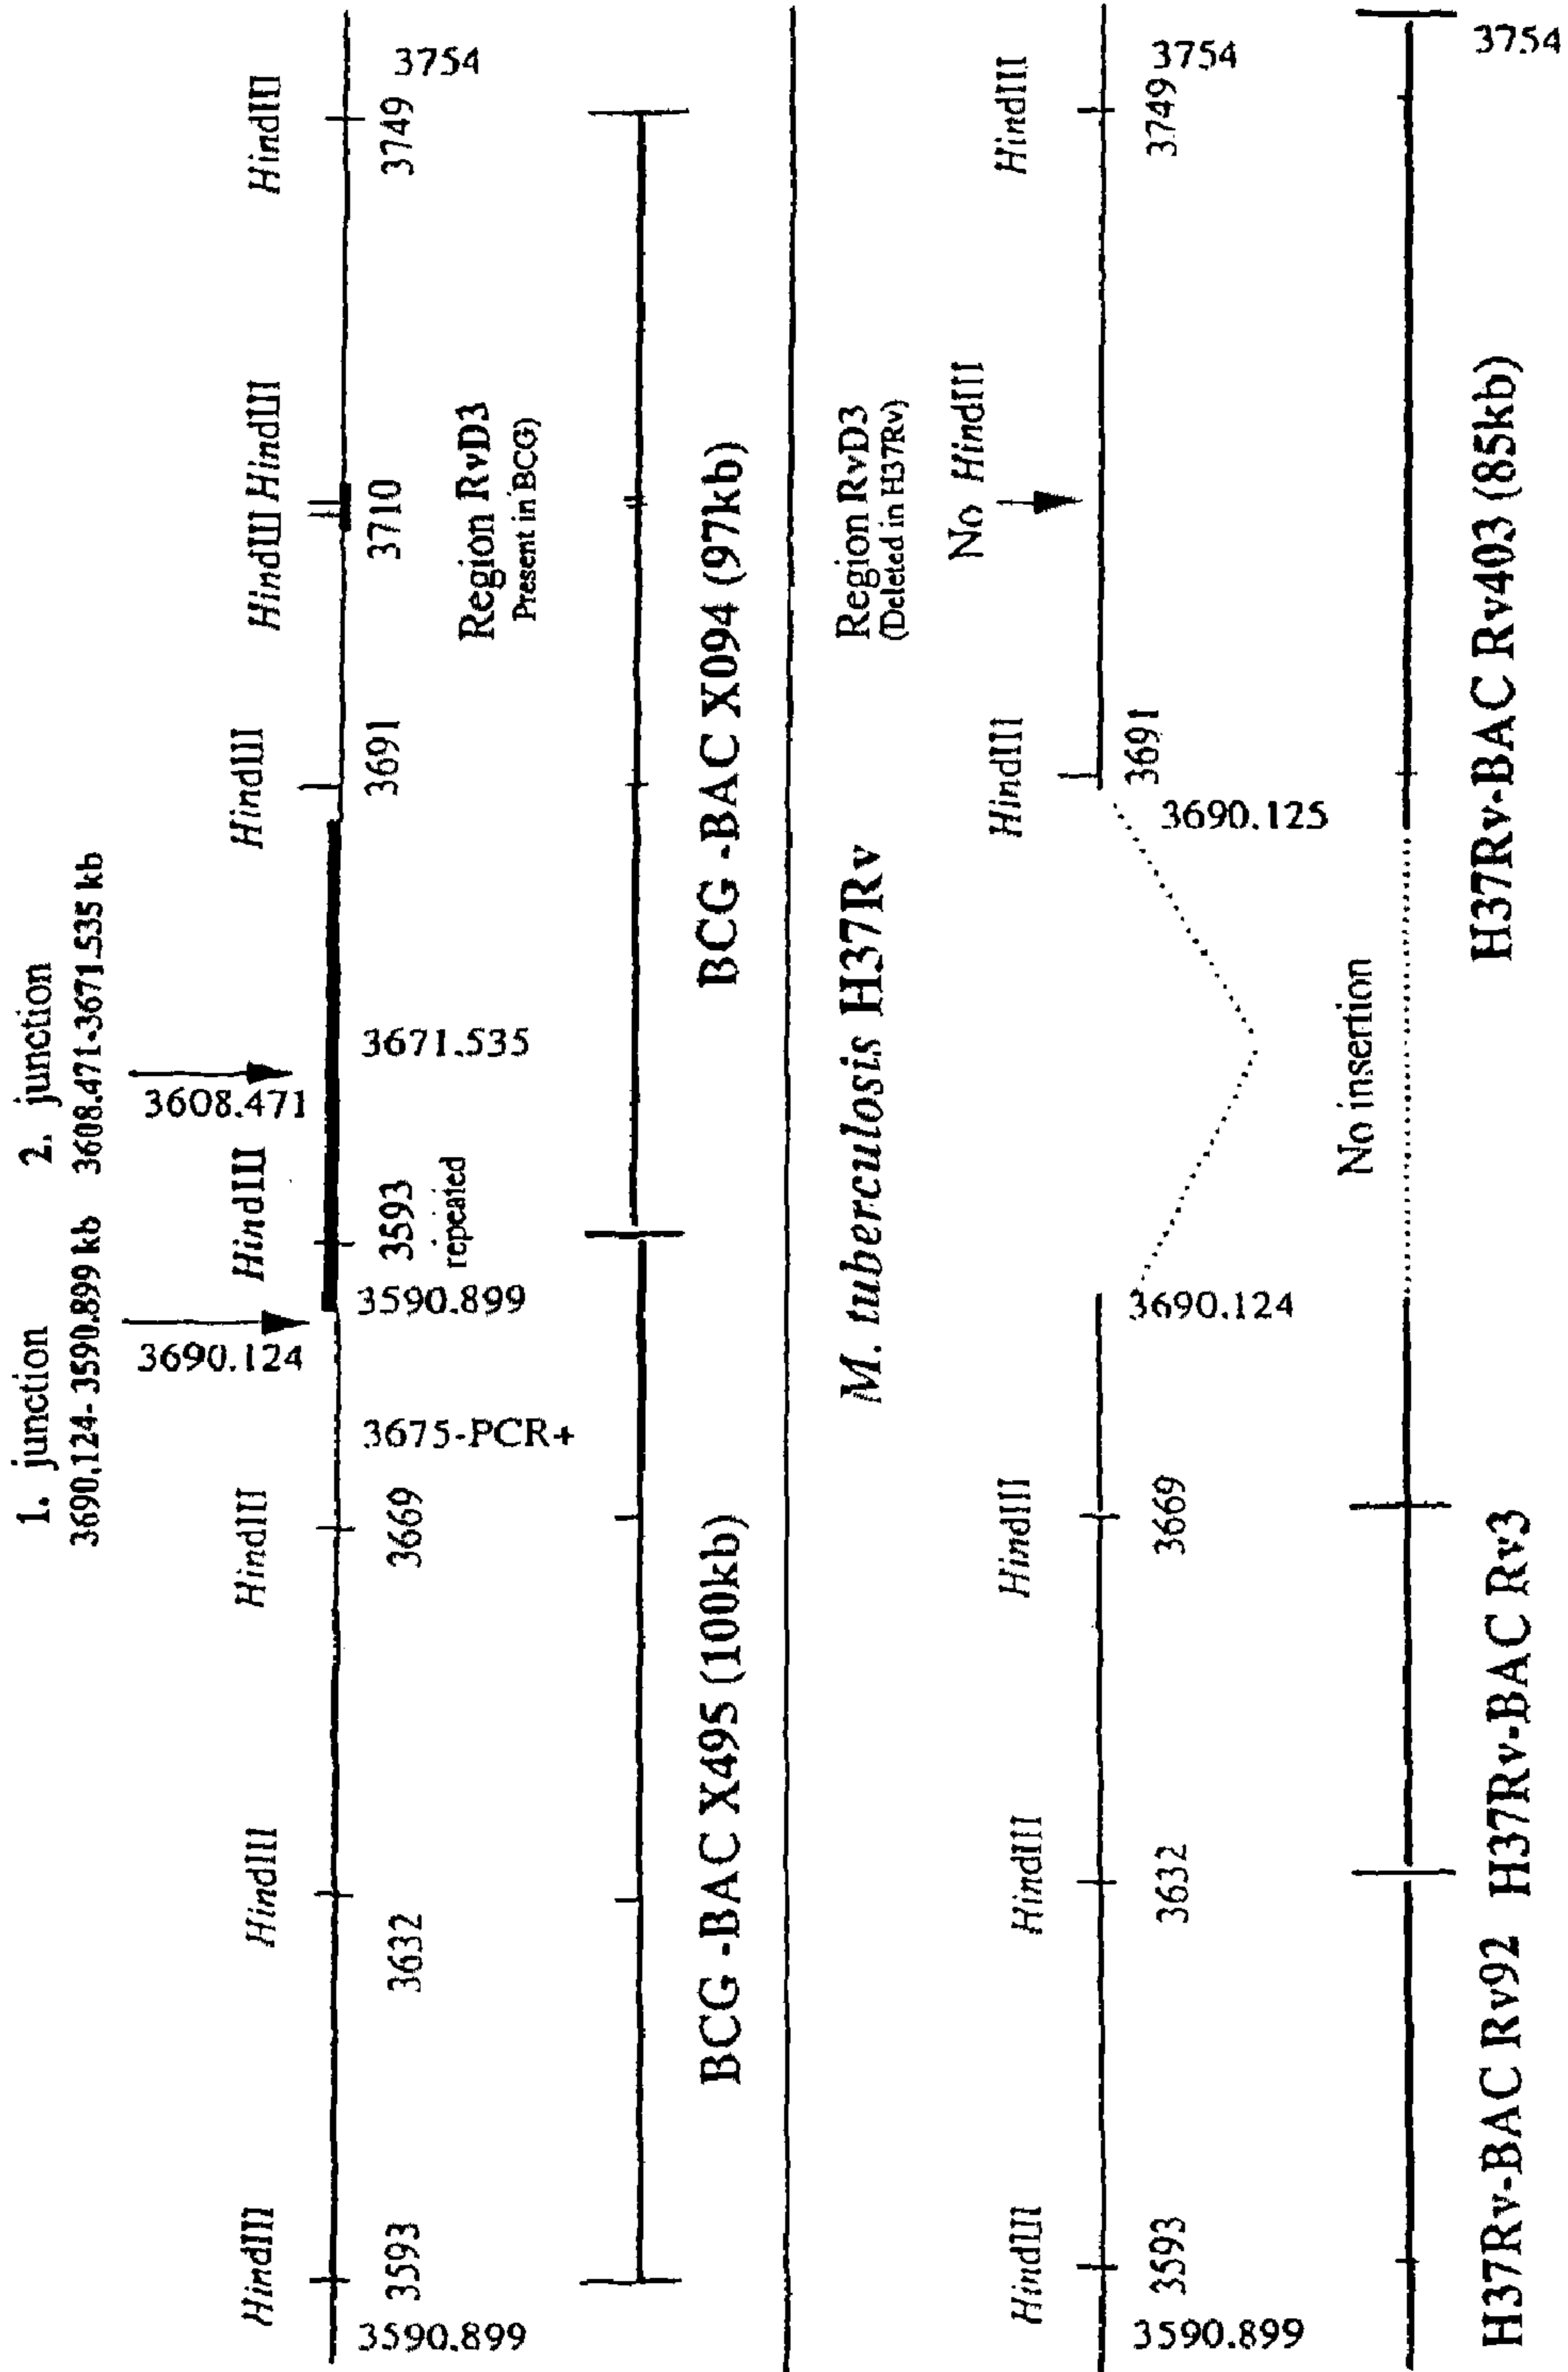 1. junction
3690.124- 3590.899 kb
2. junction
3608.471-3671.535 kb
3690.124
3608.471
HindIII
HindIII
HindIII
HindIII
HindIII
HindIII HindIII
HindIII
3590.899
3593
3632
3669
3675-PCR+
3590.899
3593
repeated
3671.535
3691
3710
3749
3754
Region RvD3
Present in BCG)
BCG -BAC X495 (100kb)
BCG -BAC X094 (97kb)
M. tuberculosis H37Rv
Region RvD3
(Deleted in H37Rv)
No HindIII
HindIII
HindIII
HindIII
HindIII
HindIII
3590.899
3593
3632
3669
3690.124
3690.125
3691
3749
3754
No insertion
3754
H37Rv-BAC Rv92
H37Rv-BAC Rv3
H37Rv-BAC Rv403 (85kb)